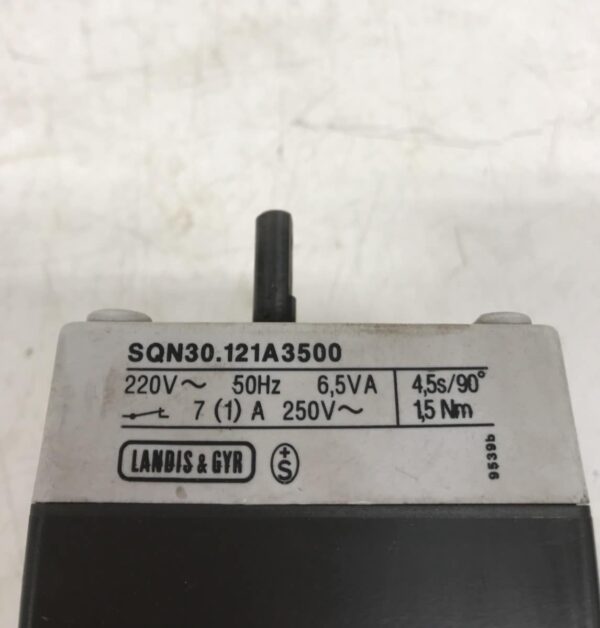 SQN30.121A3500
220V~ 50Hz 6,5VA 4,5s/90°
7 (1) A 250V~ 1,5 Nm
LANDIS & GYR +S
9539b